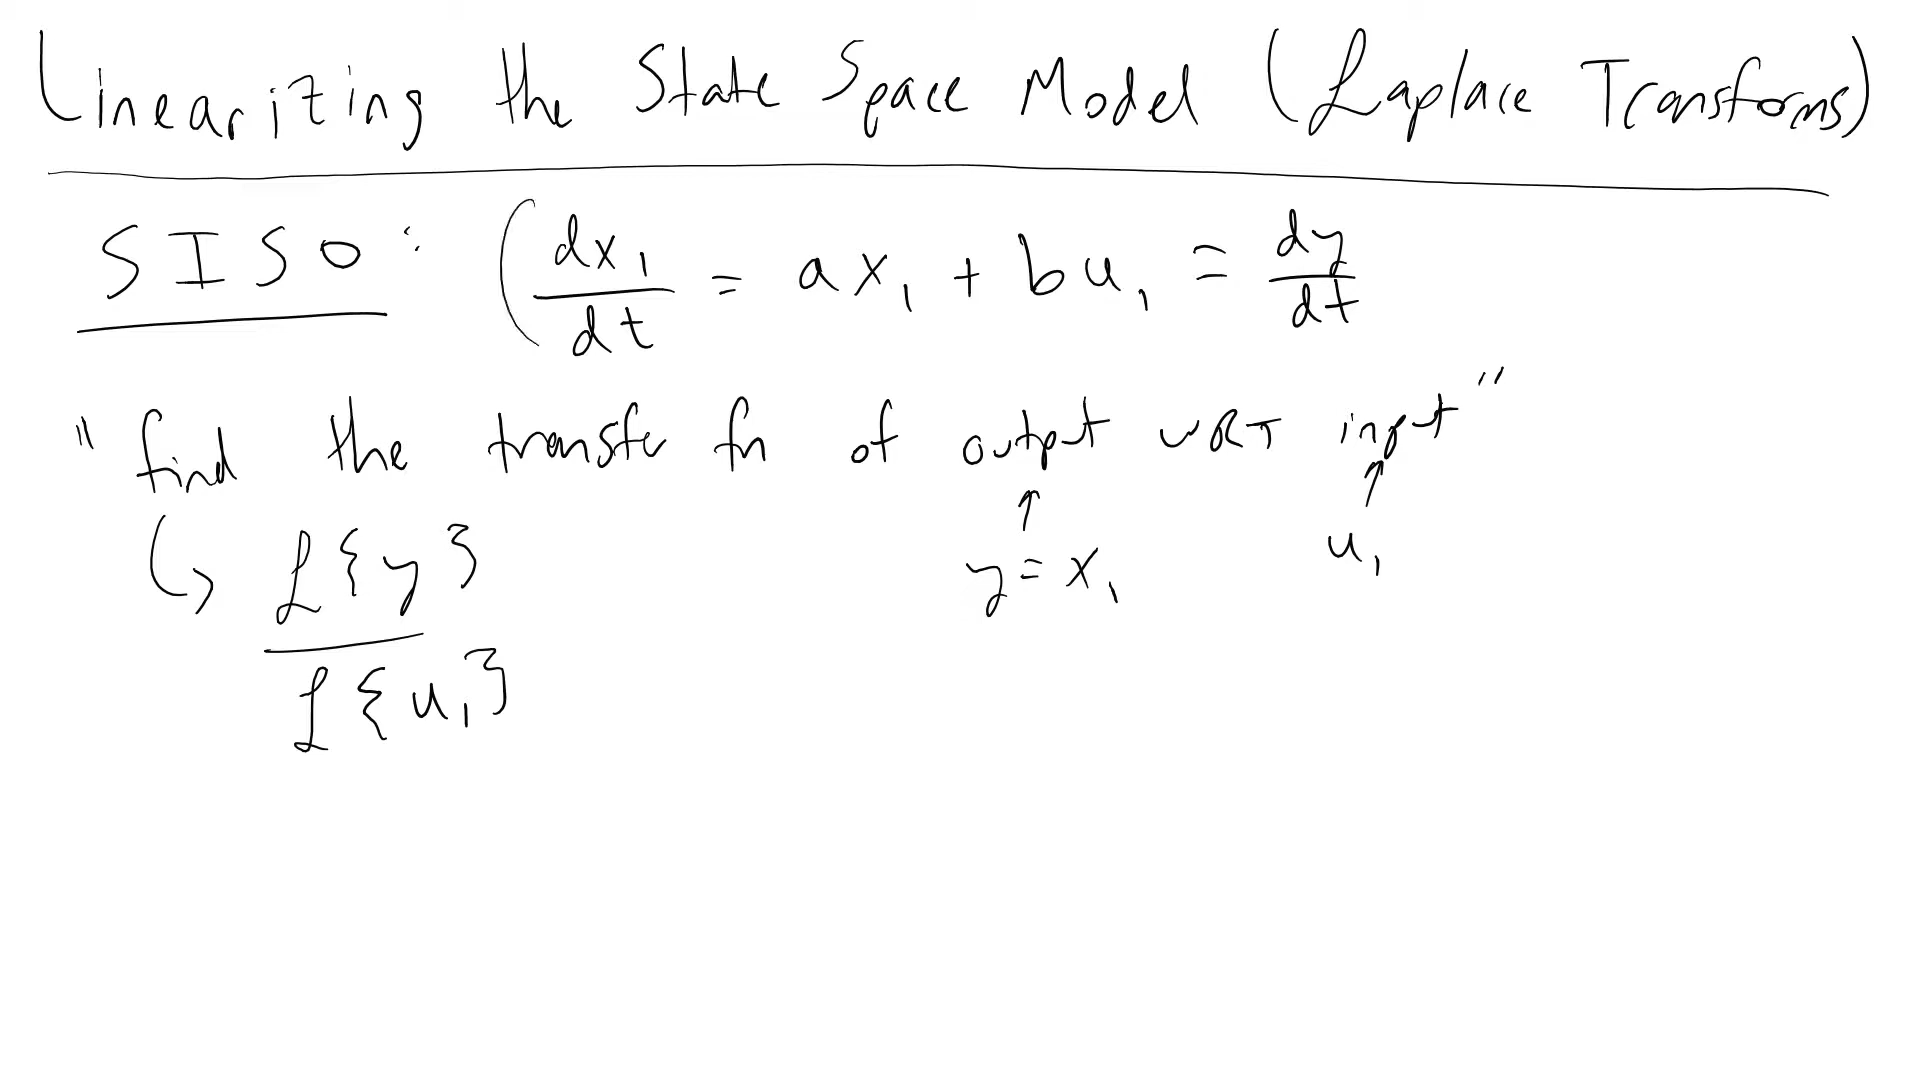 Linearizing the State Space Model (Laplace Transforms)
SISO: ( dx₁/dt = ax₁ + bu₁ = dy/dt
"find the transfer fn of output WRT input"
↳ ℒ{y} / ℒ{u₁}
↑ y = x₁
↑ u₁